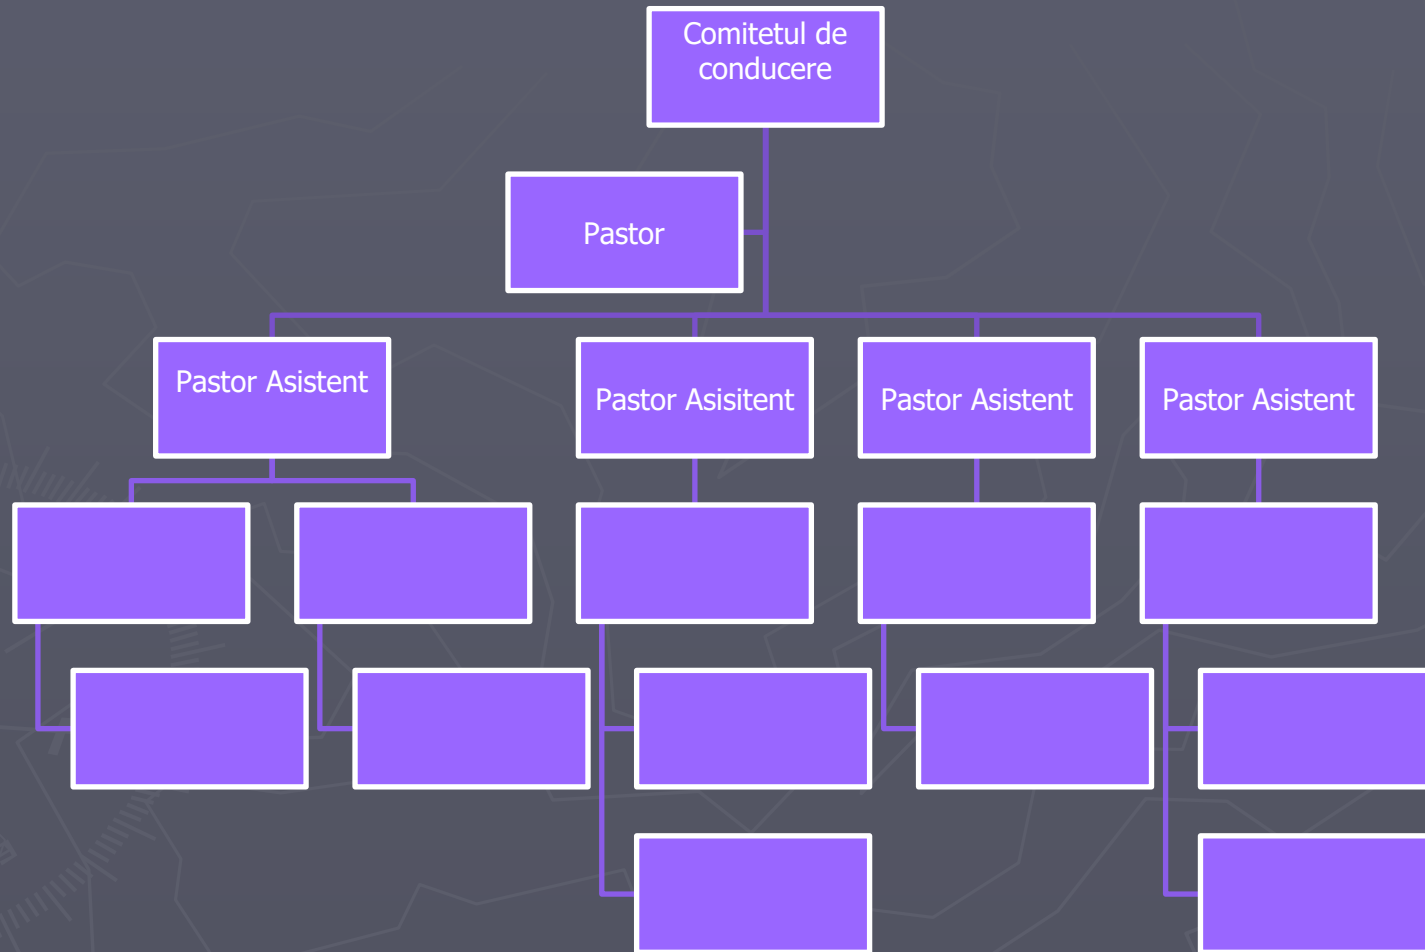 Comitetul de
conducere
Pastor
Pastor Asistent
Pastor Asisitent
Pastor Asistent
Pastor Asistent